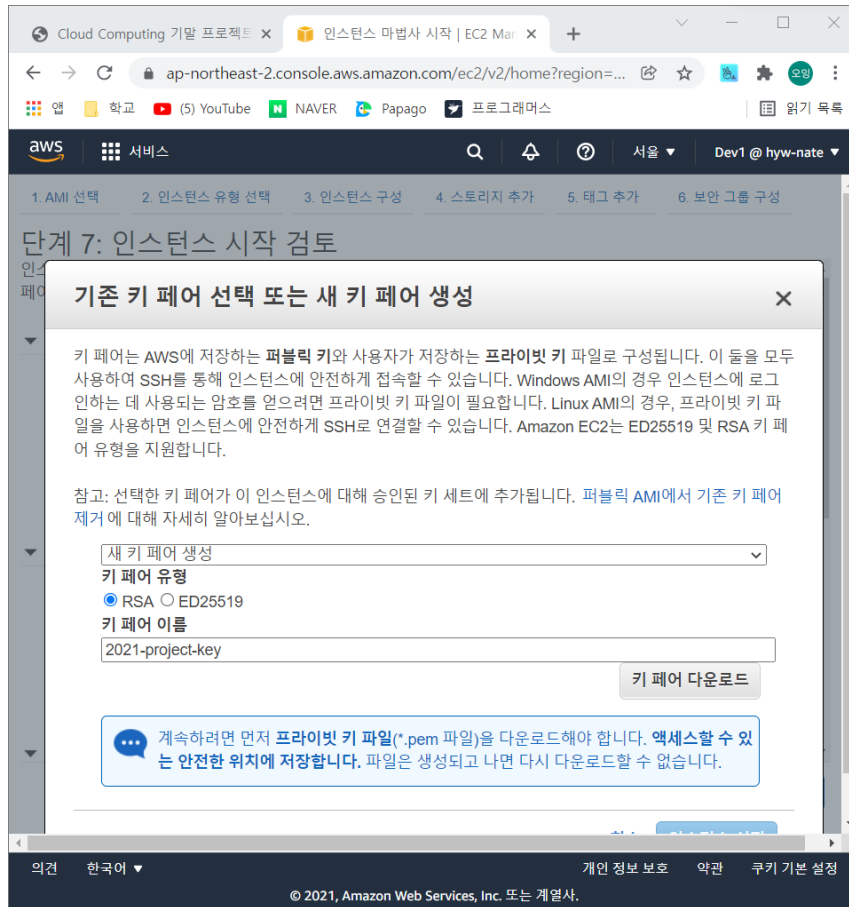 Cloud Computing 기말 프로젝트
인스턴스 마법사 시작 | EC2 Mar
ap-northeast-2.console.aws.amazon.com/ec2/v2/home?region=...
오잉
앱 학교 (5) YouTube NAVER Papago 프로그래머스 읽기 목록
aws 서비스 서울 ▼ Dev1 @ hyw-nate ▼
1. AMI 선택 2. 인스턴스 유형 선택 3. 인스턴스 구성 4. 스토리지 추가 5. 태그 추가 6. 보안 그룹 구성
단계 7: 인스턴스 시작 검토
페어
기존 키 페어 선택 또는 새 키 페어 생성
키 페어는 AWS에 저장하는 퍼블릭 키와 사용자가 저장하는 프라이빗 키 파일로 구성됩니다. 이 둘을 모두
사용하여 SSH를 통해 인스턴스에 안전하게 접속할 수 있습니다. Windows AMI의 경우 인스턴스에 로그
인하는 데 사용되는 암호를 얻으려면 프라이빗 키 파일이 필요합니다. Linux AMI의 경우, 프라이빗 키 파
일을 사용하면 인스턴스에 안전하게 SSH로 연결할 수 있습니다. Amazon EC2는 ED25519 및 RSA 키 페
어 유형을 지원합니다.
참고: 선택한 키 페어가 이 인스턴스에 대해 승인된 키 세트에 추가됩니다. 퍼블릭 AMI에서 기존 키 페어
제거 에 대해 자세히 알아보십시오.
새 키 페어 생성
키 페어 유형
RSA ED25519
키 페어 이름
2021-project-key
키 페어 다운로드
계속하려면 먼저 프라이빗 키 파일(*.pem 파일)을 다운로드해야 합니다. 액세스할 수 있
는 안전한 위치에 저장합니다. 파일은 생성되고 나면 다시 다운로드할 수 없습니다.
의견 한국어 ▼ 개인 정보 보호 약관 쿠키 기본 설정
© 2021, Amazon Web Services, Inc. 또는 계열사.